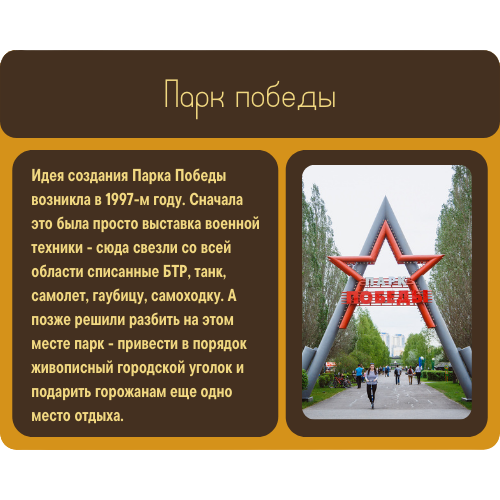 Парк победы
Идея создания Парка Победы
возникла в 1997-м году. Сначала
это была просто выставка военной
техники - сюда свезли со всей
области списанные БТР, танк,
самолет, гаубицу, самоходку. А
позже решили разбить на этом
месте парк - привести в порядок
живописный городской уголок и
подарить горожанам еще одно
место отдыха.
ПАРК
ПОБЕДЫ